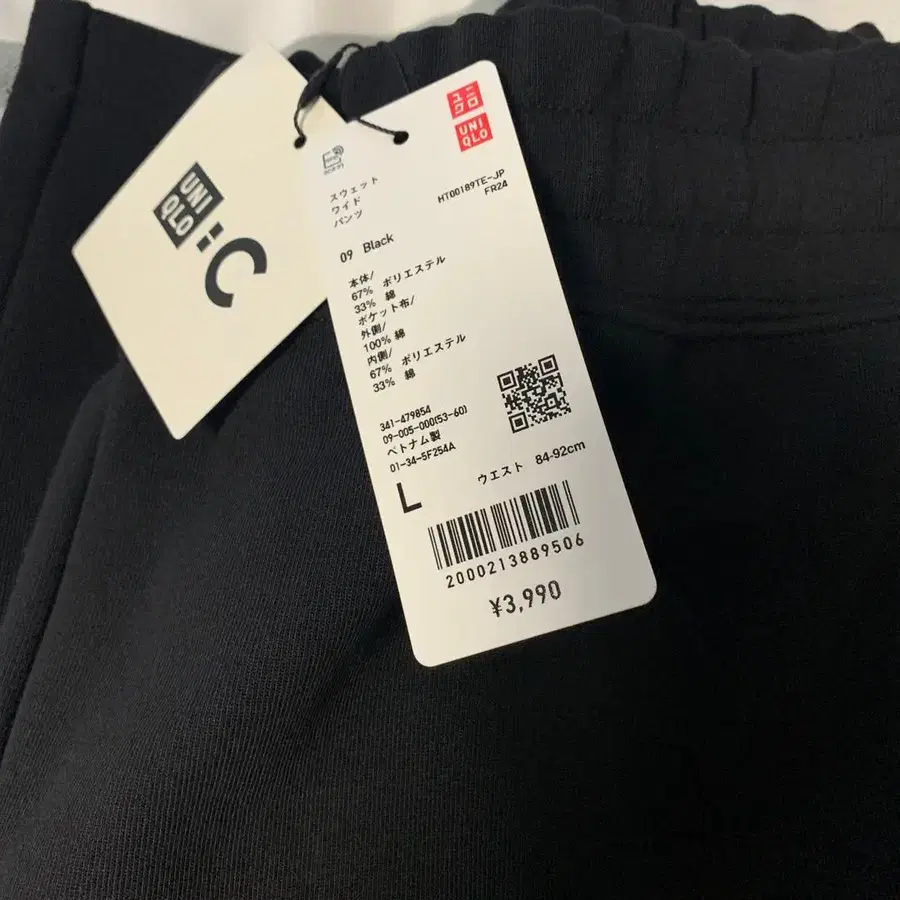 UNI
QLO
:C
ユニ
クロ
UNI
QLO
HT00189TE-JP
FR24
スウェット
ワイド
パンツ
09 Black
本体/
67% ポリエステル
33% 綿
ポケット布/
外側/
100% 綿
内側/
67% ポリエステル
33% 綿
341-479854
09-005-000(53-60)
ベトナム製
01-34-5F254A
L
ウエスト 84-92cm
2000213889506
¥3,990